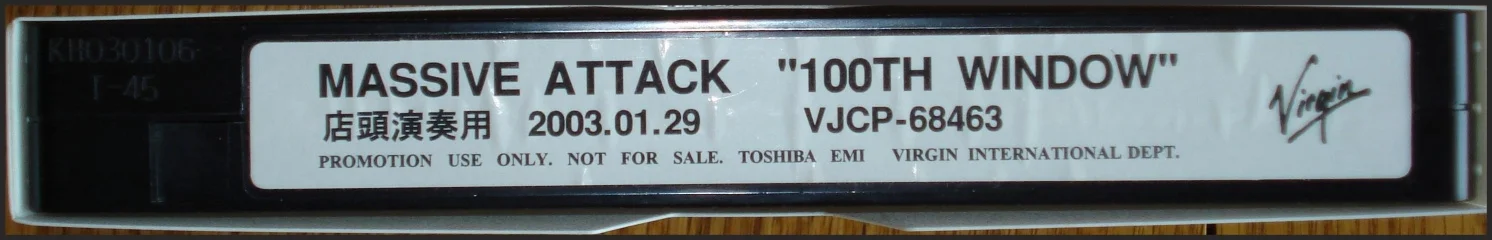 KH030106
T-45
MASSIVE ATTACK "100TH WINDOW"
店頭演奏用 2003.01.29 VJCP-68463
PROMOTION USE ONLY. NOT FOR SALE. TOSHIBA EMI VIRGIN INTERNATIONAL DEPT.
Virgin